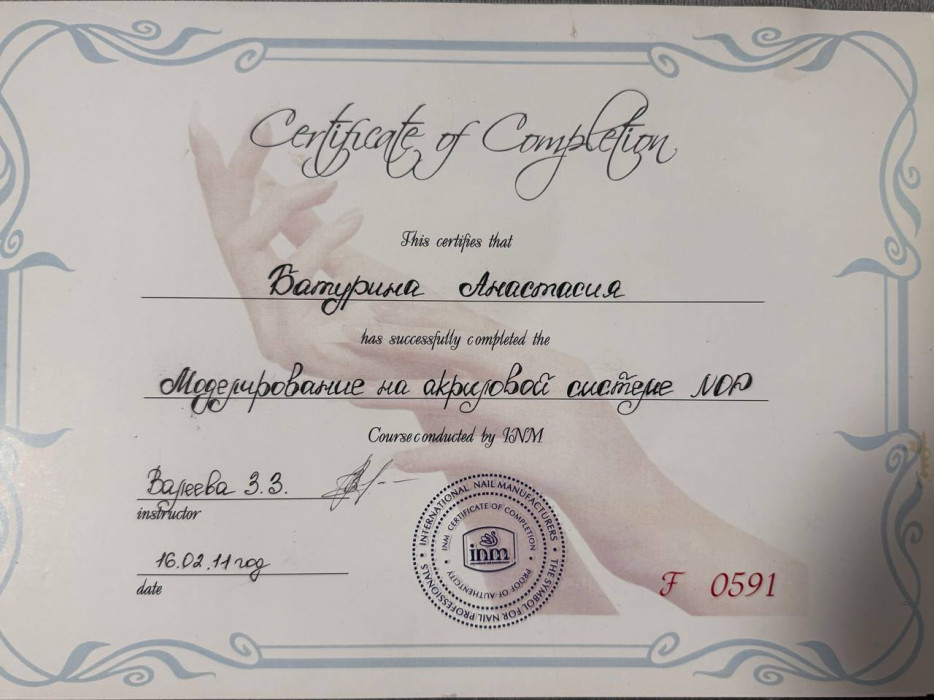 Certificate of Completion
This certifies that
Батурина Анастасия
has successfully completed the
Моделирование на акриловой системе NDP
Course conducted by INM
Валеева З.З.
instructor
16.02.11 год
date
INTERNATIONAL NAIL MANUFACTURERS • THE SYMBOL FOR NAIL PROFESSIONALS •
INM CERTIFICATE OF COMPLETION • PROOF OF AUTHENTICITY •
inm
F 0591